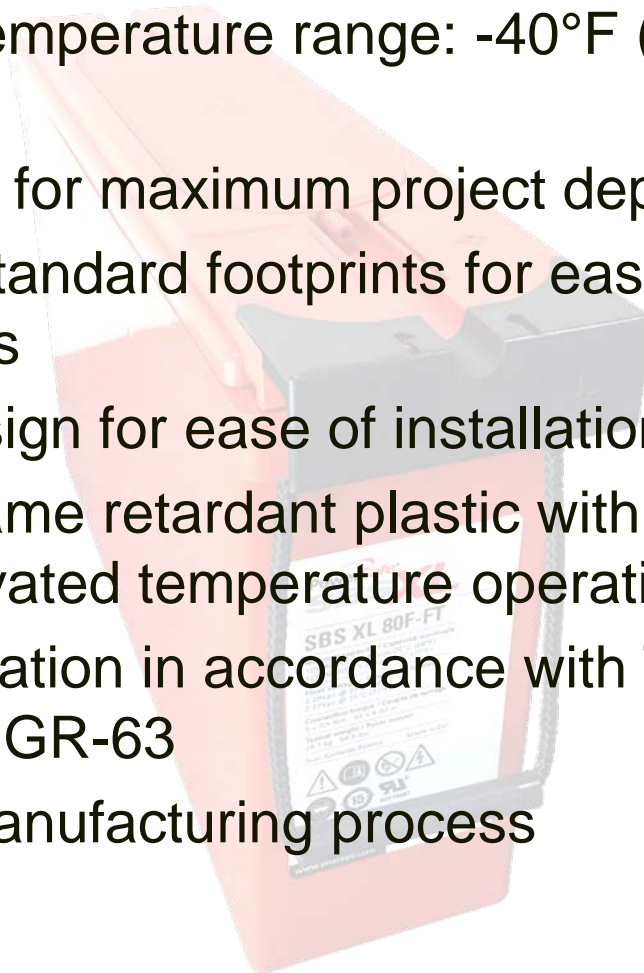 emperature range: -40°F (
for maximum project dep
tandard footprints for eas
s
sign for ease of installation
ame retardant plastic with
vated temperature operati
ation in accordance with
GR-63
anufacturing process
XL
SBS XL 80F-FT